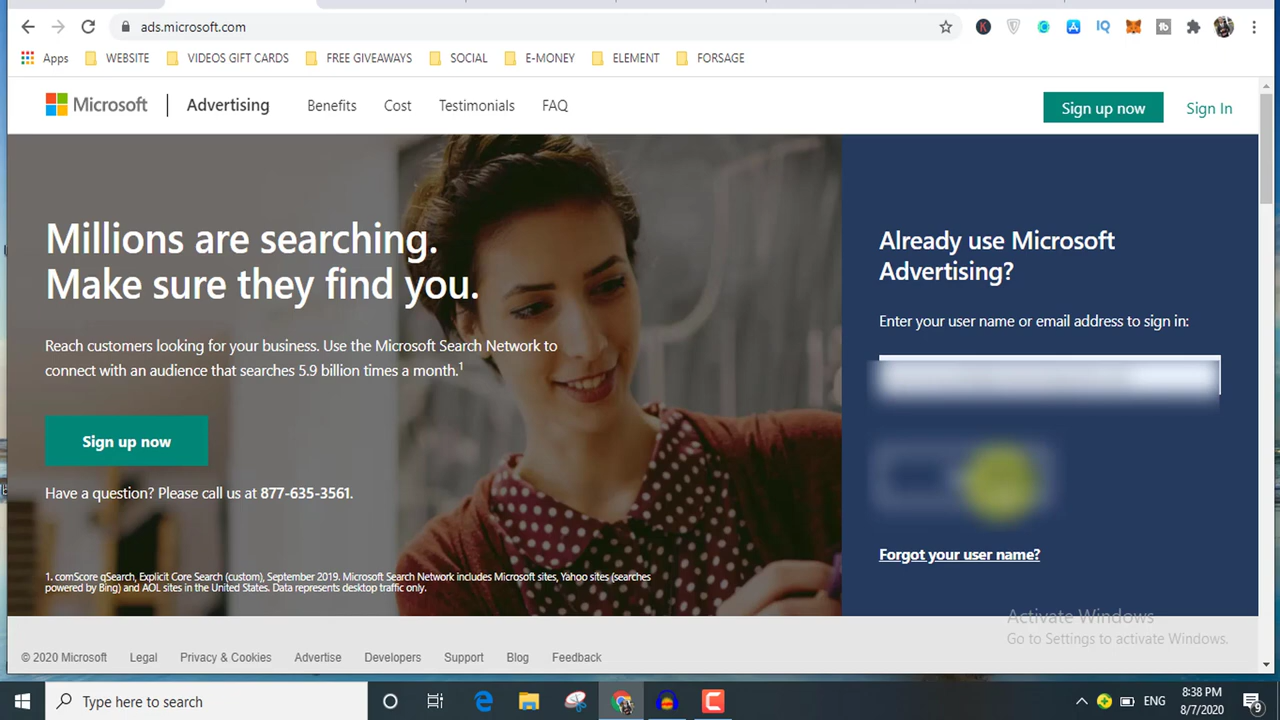 ads.microsoft.com
Apps WEBSITE VIDEOS GIFT CARDS FREE GIVEAWAYS SOCIAL E-MONEY ELEMENT FORSAGE
Microsoft Advertising Benefits Cost Testimonials FAQ Sign up now Sign In
Millions are searching.
Make sure they find you.
Reach customers looking for your business. Use the Microsoft Search Network to
connect with an audience that searches 5.9 billion times a month.1
Sign up now
Have a question? Please call us at 877-635-3561.
1. comScore qSearch, Explicit Core Search (custom), September 2019. Microsoft Search Network includes Microsoft sites, Yahoo sites (searches
powered by Bing) and AOL sites in the United States. Data represents desktop traffic only.
Already use Microsoft
Advertising?
Enter your user name or email address to sign in:
Forgot your user name?
Activate Windows
Go to Settings to activate Windows.
© 2020 Microsoft Legal Privacy & Cookies Advertise Developers Support Blog Feedback
Type here to search
ENG
8:38 PM
8/7/2020
9